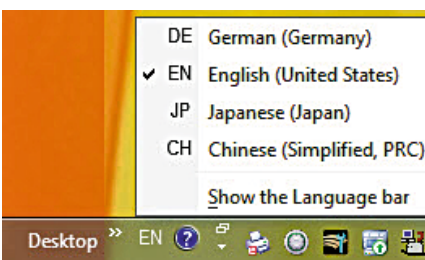 DE German (Germany)
✔ EN English (United States)
JP Japanese (Japan)
CH Chinese (Simplified, PRC)
Show the Language bar
Desktop » EN ?